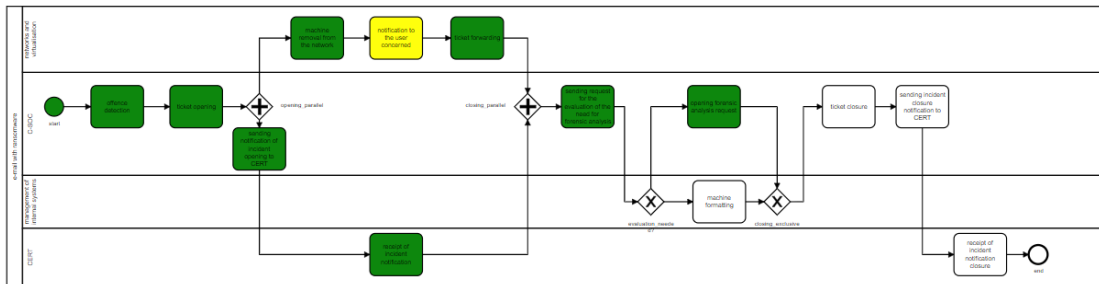 e-mail with ransomware
networks and
virtualisation
machine
removal from
the network
notification to
the user
concerned
ticket forwarding
C-SOC
start
offence
detection
ticket opening
opening_parallel
sending
notification of
incident
opening to
CERT
closing_parallel
sending request
for the
evaluation of the
need for
forensic analysis
opening forensic
analysis request
ticket closure
sending incident
closure
notification to
CERT
management of
internal systems
evaluation_neede
d?
machine
formatting
closing_exclusive
CERT
receipt of
incident
notification
receipt of
incident
notification
closure
end